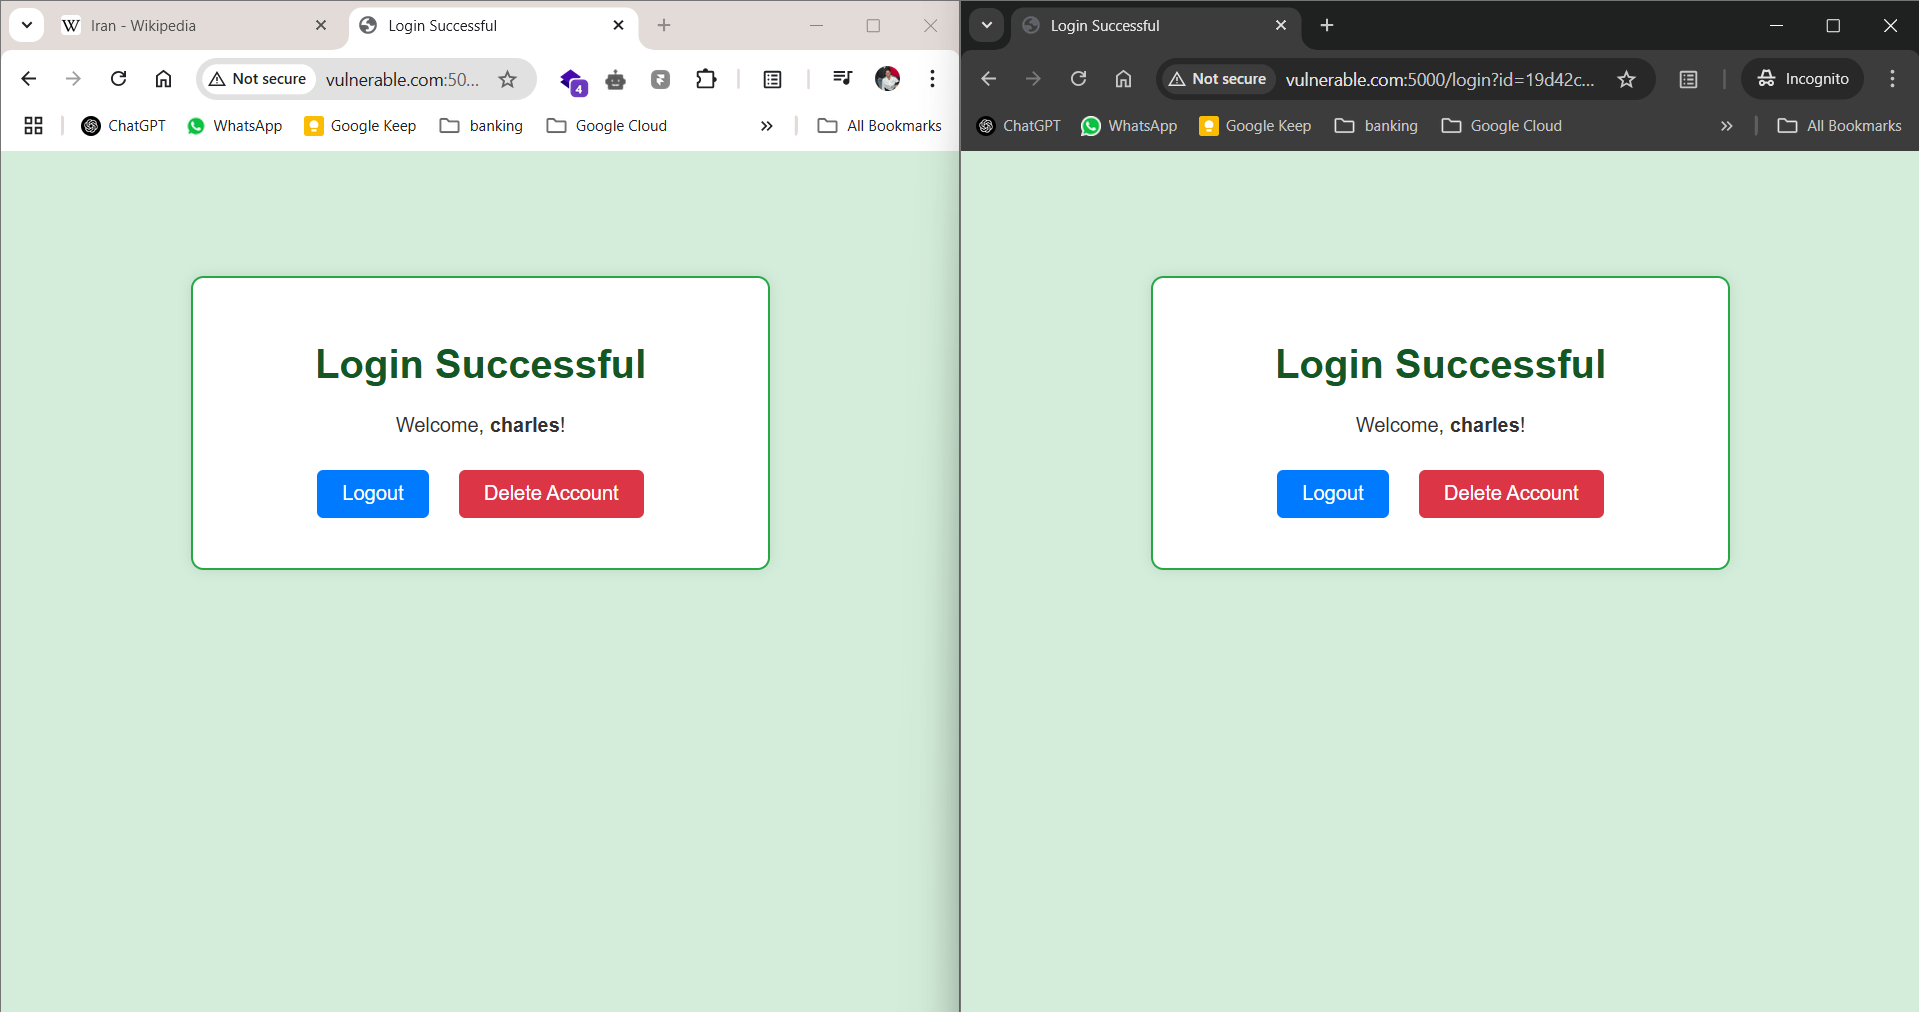 Iran - Wikipedia
Login Successful
Not secure
vulnerable.com:50...
4
ChatGPT
WhatsApp
Google Keep
banking
Google Cloud
All Bookmarks
Login Successful
Welcome, charles!
Logout
Delete Account
Login Successful
Not secure
vulnerable.com:5000/login?id=19d42c...
Incognito
ChatGPT
WhatsApp
Google Keep
banking
Google Cloud
All Bookmarks
Login Successful
Welcome, charles!
Logout
Delete Account